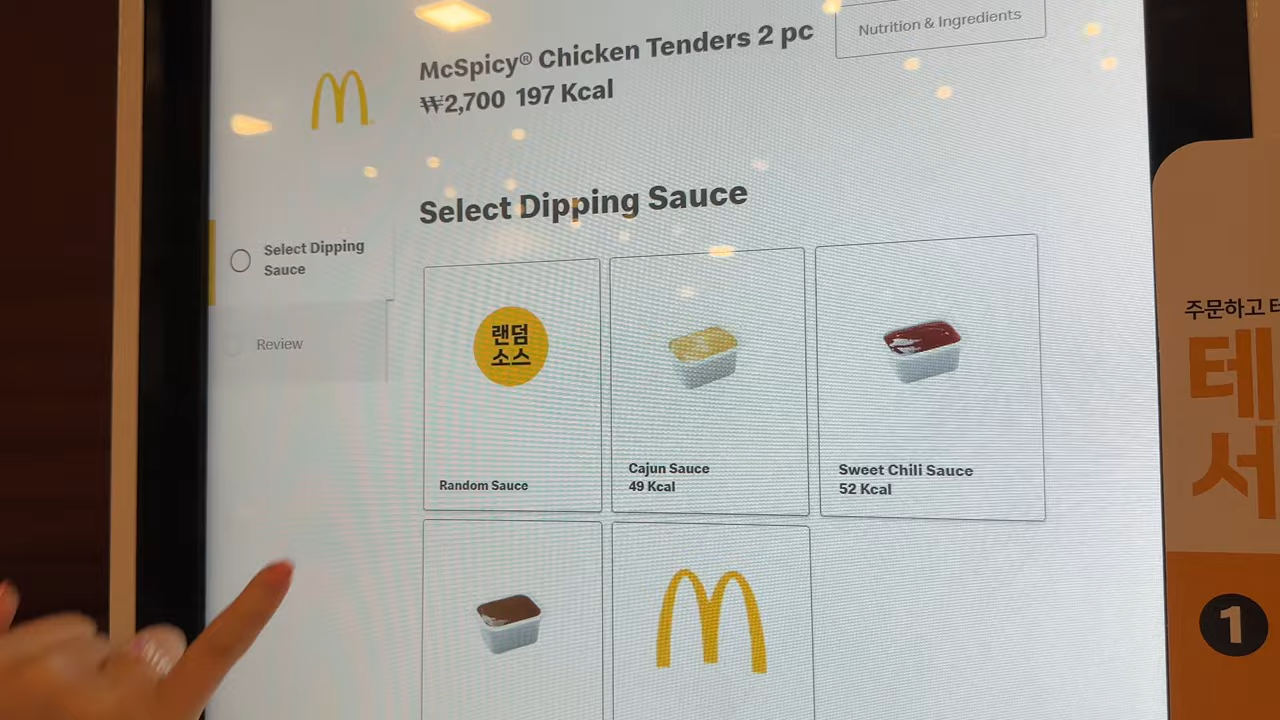 McSpicy® Chicken Tenders 2 pc
₩2,700 197 Kcal
Nutrition & Ingredients
Select Dipping Sauce
Select Dipping
Sauce
Review
랜덤
소스
Random Sauce
Cajun Sauce
49 Kcal
Sweet Chili Sauce
52 Kcal
주문하고
테
서
1